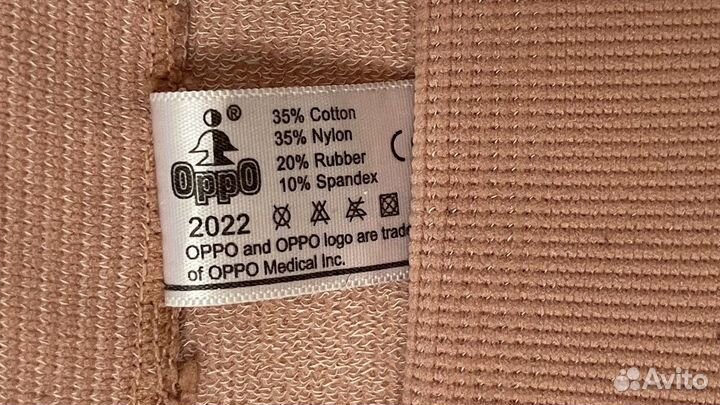 ®
OppO
35% Cotton
35% Nylon
20% Rubber
10% Spandex
2022
OPPO and OPPO logo are trad
of OPPO Medical Inc.
Avito